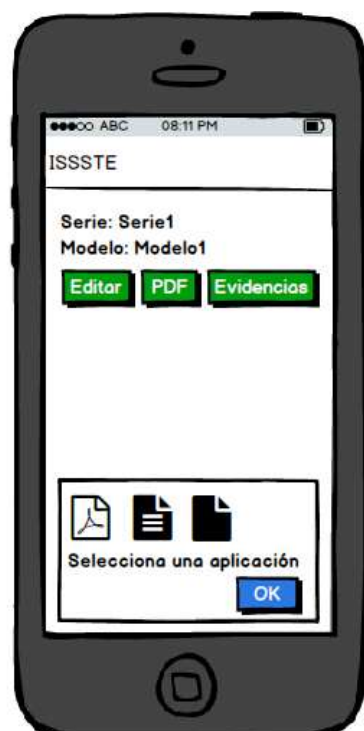 ABC 08:11 PM
ISSSTE
Serie: Serie1
Modelo: Modelo1
Editar PDF Evidencias
Selecciona una aplicación
OK